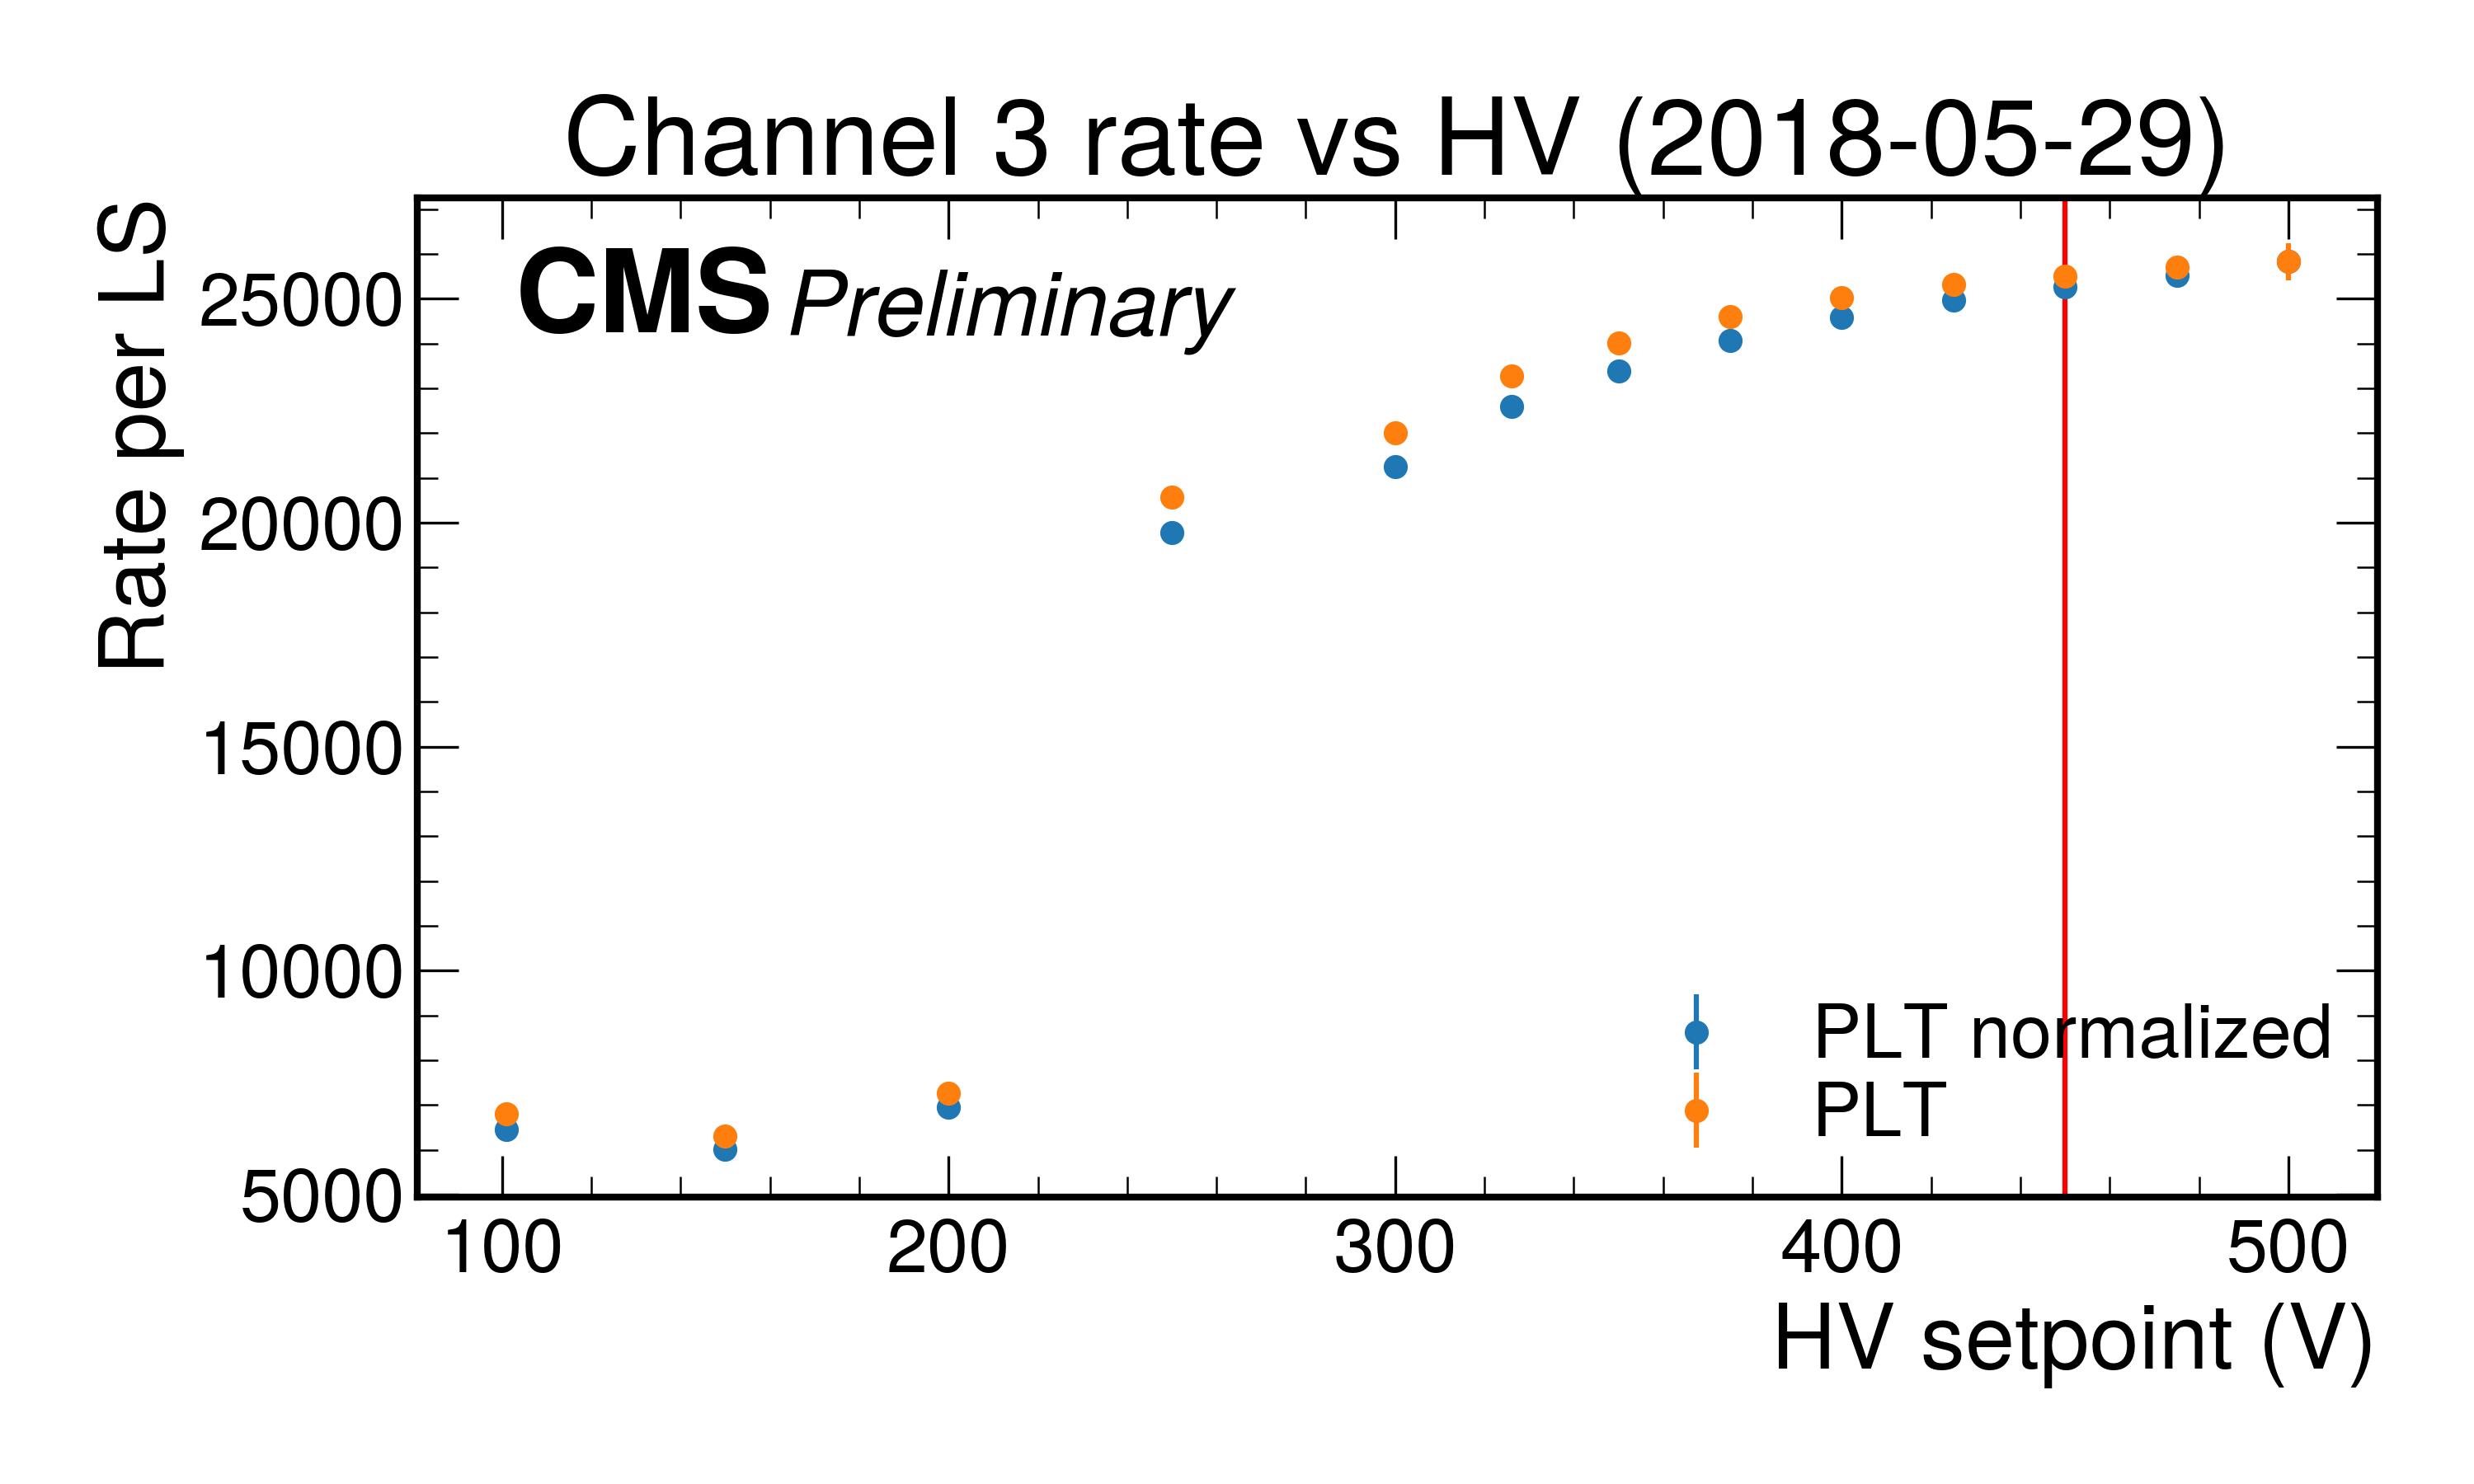 Channel 3 rate vs HV (2018-05-29)
CMS Preliminary
Rate per LS
25000
20000
15000
10000
5000
PLT normalized
PLT
100 200 300 400 500
HV setpoint (V)